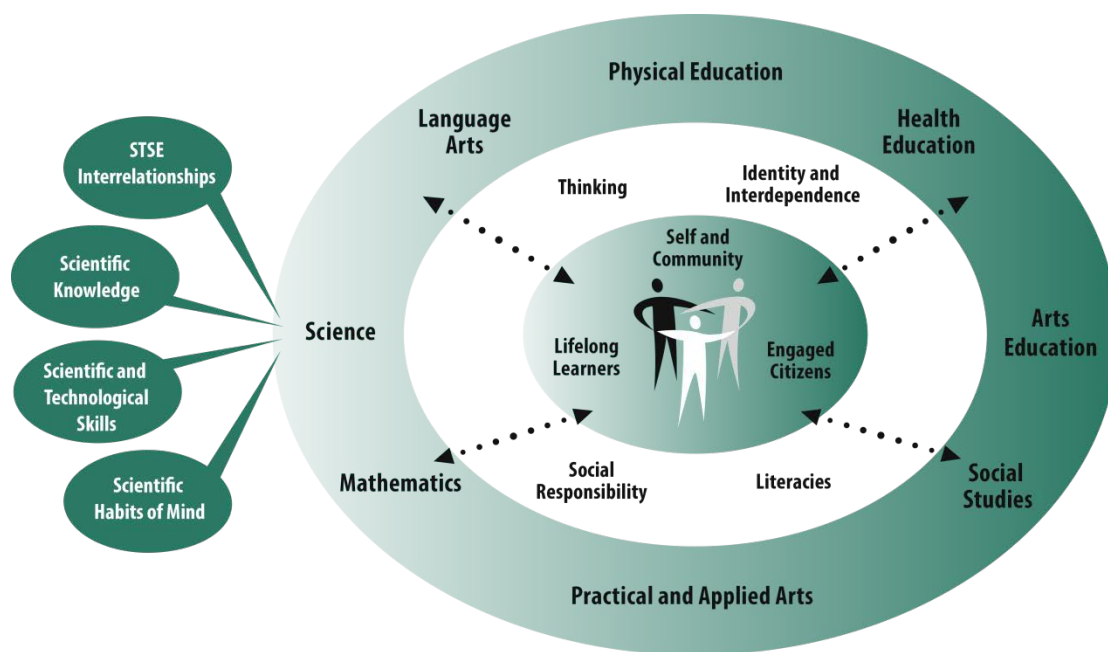 Physical Education
Language
Arts
Health
Education
STSE
Interrelationships
Thinking
Identity and
Interdependence
Self and
Community
Scientific
Knowledge
Science
Arts
Education
Lifelong
Learners
Engaged
Citizens
Scientific and
Technological
Skills
Mathematics
Social
Responsibility
Literacies
Social
Studies
Scientific
Habits of Mind
Practical and Applied Arts